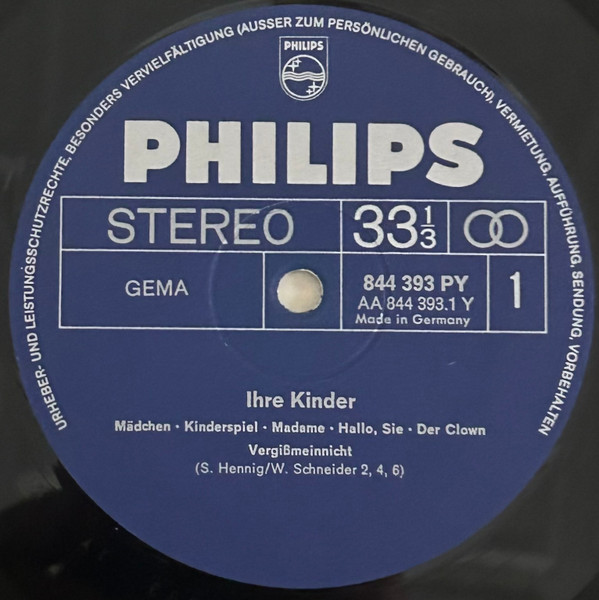 URHEBER- UND LEISTUNGSSCHUTZRECHTE, BESONDERS VERVIELFÄLTIGUNG (AUSSER ZUM PERSÖNLICHEN GEBRAUCH), VERMIETUNG, AUFFÜHRUNG, SENDUNG, VORBEHALTEN
PHILIPS
PHILIPS
STEREO 33 1/3
GEMA 844 393 PY 1
AA 844 393.1 Y
Made in Germany
Ihre Kinder
Mädchen · Kinderspiel · Madame · Hallo, Sie · Der Clown
Vergißmeinnicht
(S. Hennig/W. Schneider 2, 4, 6)